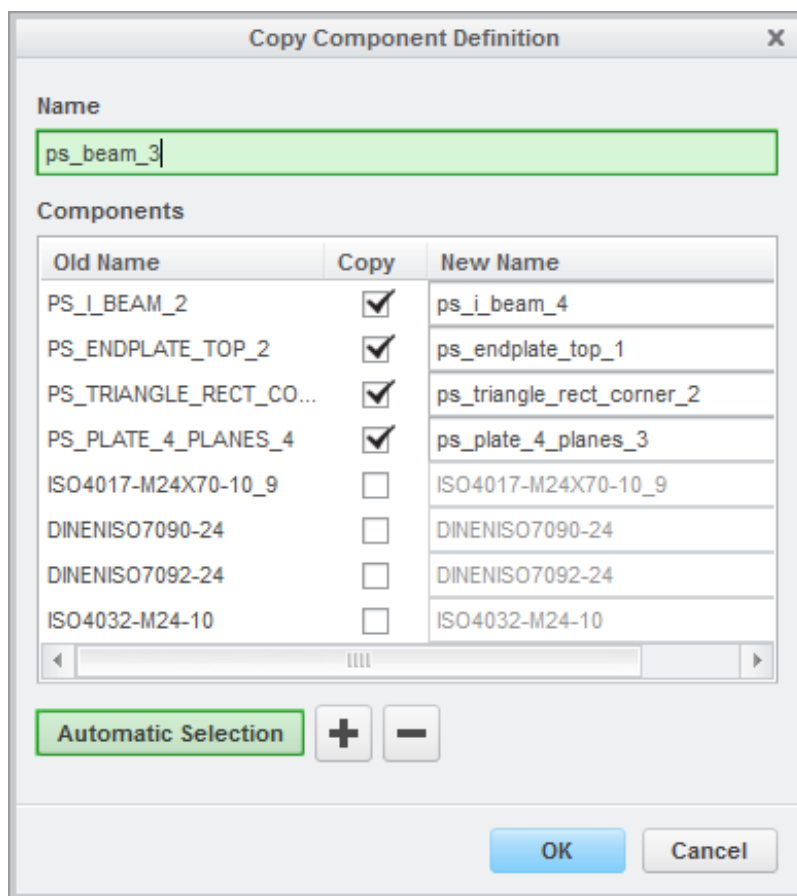 Copy Component Definition
Name
ps_beam_3
Components
Old Name Copy New Name
PS_I_BEAM_2 ps_i_beam_4
PS_ENDPLATE_TOP_2 ps_endplate_top_1
PS_TRIANGLE_RECT_CO... ps_triangle_rect_corner_2
PS_PLATE_4_PLANES_4 ps_plate_4_planes_3
ISO4017-M24X70-10_9 ISO4017-M24X70-10_9
DINENISO7090-24 DINENISO7090-24
DINENISO7092-24 DINENISO7092-24
ISO4032-M24-10 ISO4032-M24-10
Automatic Selection
OK Cancel